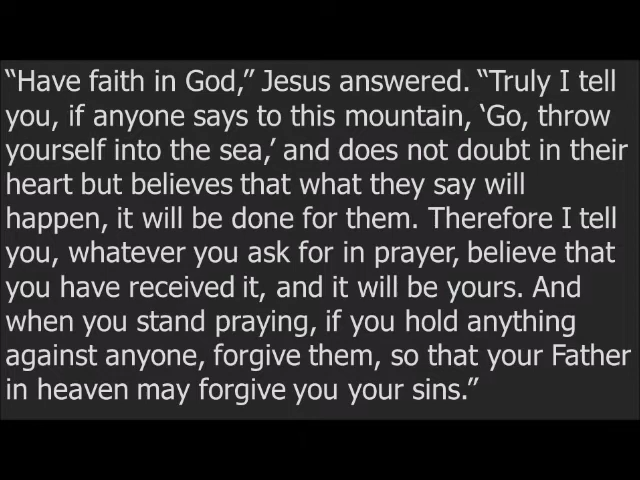 “Have faith in God,” Jesus answered. “Truly I tell
you, if anyone says to this mountain, ‘Go, throw
yourself into the sea,’ and does not doubt in their
heart but believes that what they say will
happen, it will be done for them. Therefore I tell
you, whatever you ask for in prayer, believe that
you have received it, and it will be yours. And
when you stand praying, if you hold anything
against anyone, forgive them, so that your Father
in heaven may forgive you your sins.”